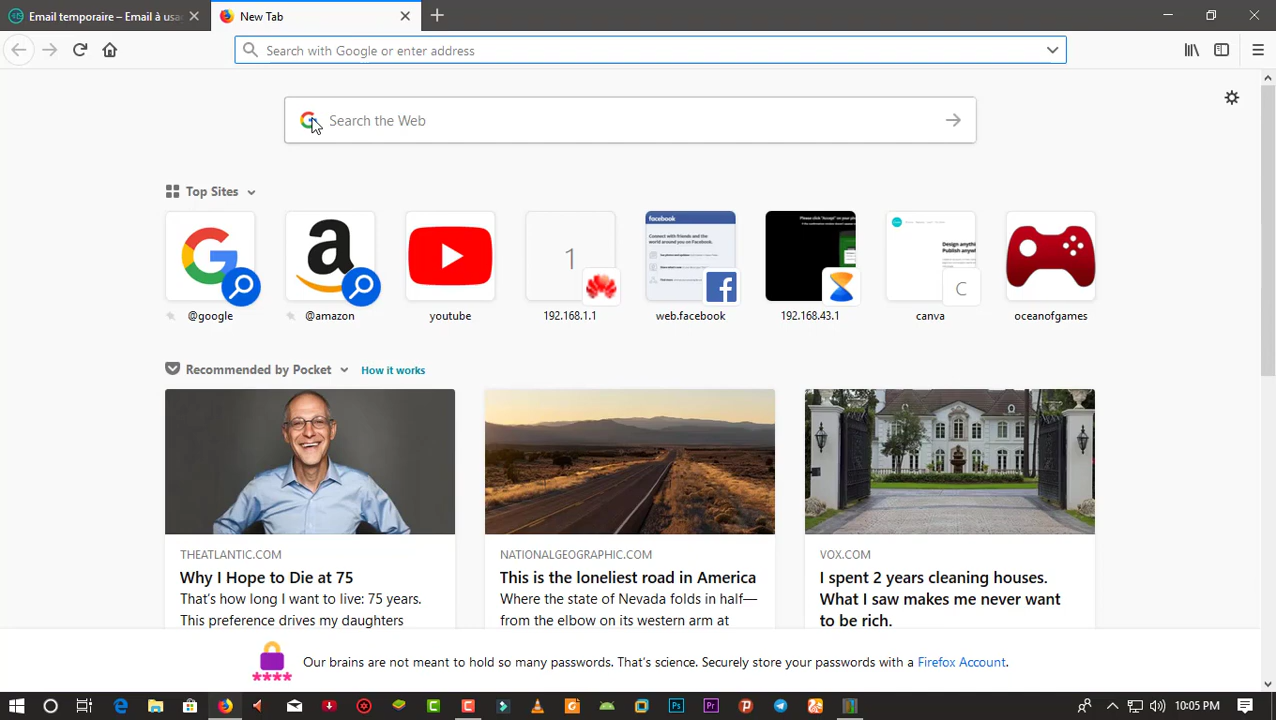 Email temporaire – Email à usa
New Tab
Search with Google or enter address
Search the Web
Top Sites
@google
@amazon
youtube
1
192.168.1.1
facebook
web.facebook
192.168.43.1
C
canva
oceanofgames
Recommended by Pocket
How it works
THEATLANTIC.COM
Why I Hope to Die at 75
That's how long I want to live: 75 years.
This preference drives my daughters
NATIONALGEOGRAPHIC.COM
This is the loneliest road in America
Where the state of Nevada folds in half—
from the elbow on its western arm at
VOX.COM
I spent 2 years cleaning houses.
What I saw makes me never want
to be rich.
Our brains are not meant to hold so many passwords. That's science. Securely store your passwords with a Firefox Account.
10:05 PM